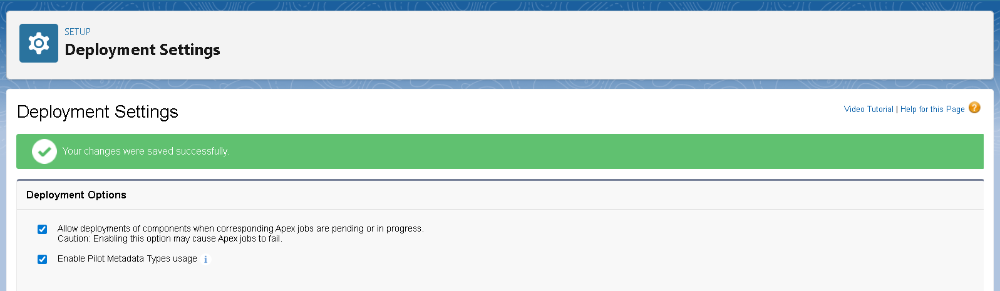 SETUP
Deployment Settings
Deployment Settings
Video Tutorial | Help for this Page ?
Your changes were saved successfully.
Deployment Options
Allow deployments of components when corresponding Apex jobs are pending or in progress.
Caution: Enabling this option may cause Apex jobs to fail.
Enable Pilot Metadata Types usage i